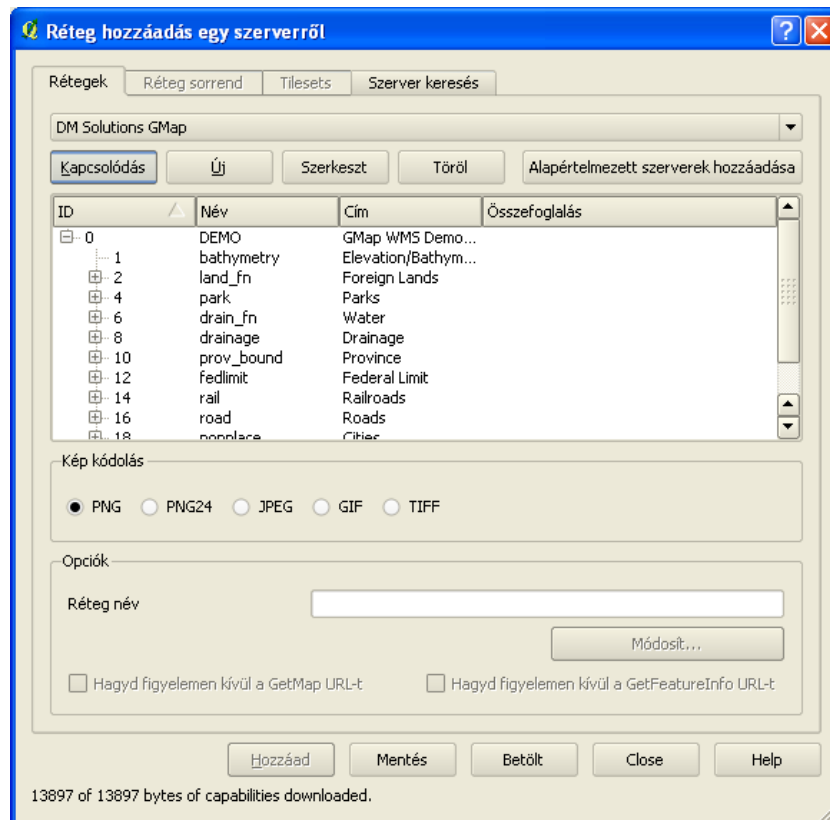 Réteg hozzáadás egy szerverről
Rétegek Réteg sorrend Tilesets Szerver keresés
DM Solutions GMap
Kapcsolódás Új Szerkeszt Töröl Alapértelmezett szerverek hozzáadása
ID Név Cím Összefoglalás
0 DEMO GMap WMS Demo...
1 bathymetry Elevation/Bathym...
2 land_fn Foreign Lands
4 park Parks
6 drain_fn Water
8 drainage Drainage
10 prov_bound Province
12 fedlimit Federal Limit
14 rail Railroads
16 road Roads
18 popplace Cities
Kép kódolás
PNG PNG24 JPEG GIF TIFF
Opciók
Réteg név
Módosít...
Hagyd figyelemen kívül a GetMap URL-t Hagyd figyelemen kívül a GetFeatureInfo URL-t
Hozzáad Mentés Betölt Close Help
13897 of 13897 bytes of capabilities downloaded.